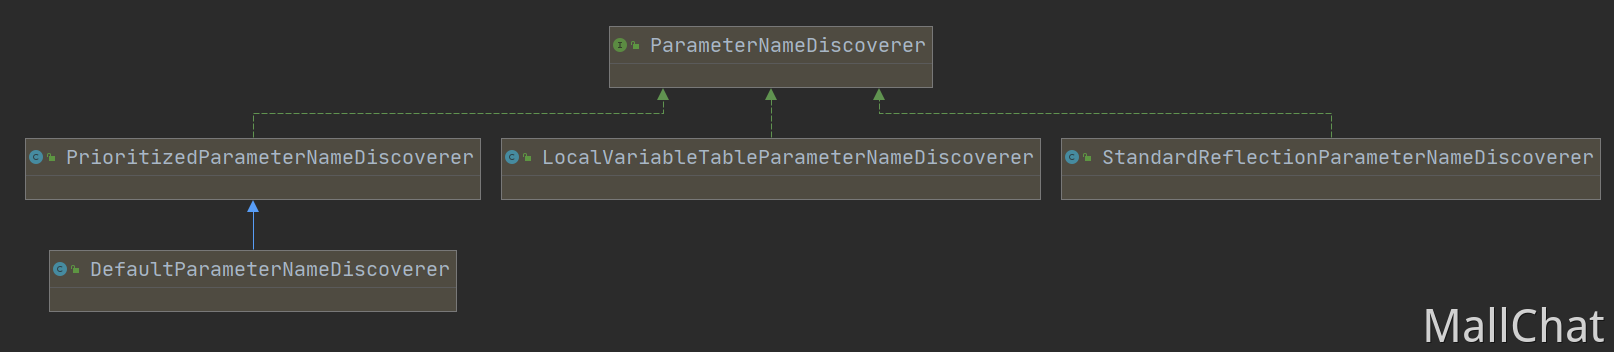 ParameterNameDiscoverer
PrioritizedParameterNameDiscoverer
LocalVariableTableParameterNameDiscoverer
StandardReflectionParameterNameDiscoverer
DefaultParameterNameDiscoverer
MallChat